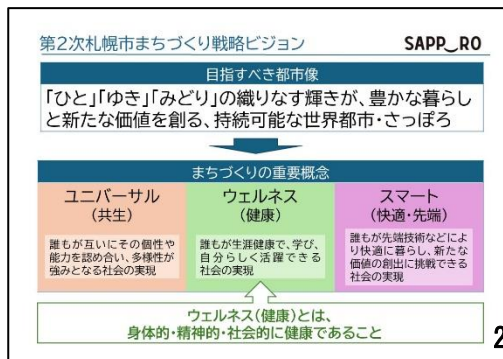 第2次札幌市まちづくり戦略ビジョン
SAPP_RO
目指すべき都市像
「ひと」「ゆき」「みどり」の織りなす輝きが、豊かな暮らし
と新たな価値を創る、持続可能な世界都市・さっぽろ
まちづくりの重要概念
ユニバーサル
(共生)
誰もが互いにその個性や
能力を認め合い、多様性が
強みとなる社会の実現
ウェルネス
(健康)
誰もが生涯健康で、学び、
自分らしく活躍できる
社会の実現
スマート
(快適・先端)
誰もが先端技術などによ
り快適に暮らし、新たな
価値の創出に挑戦できる
社会の実現
ウェルネス(健康)とは、
身体的・精神的・社会的に健康であること
2